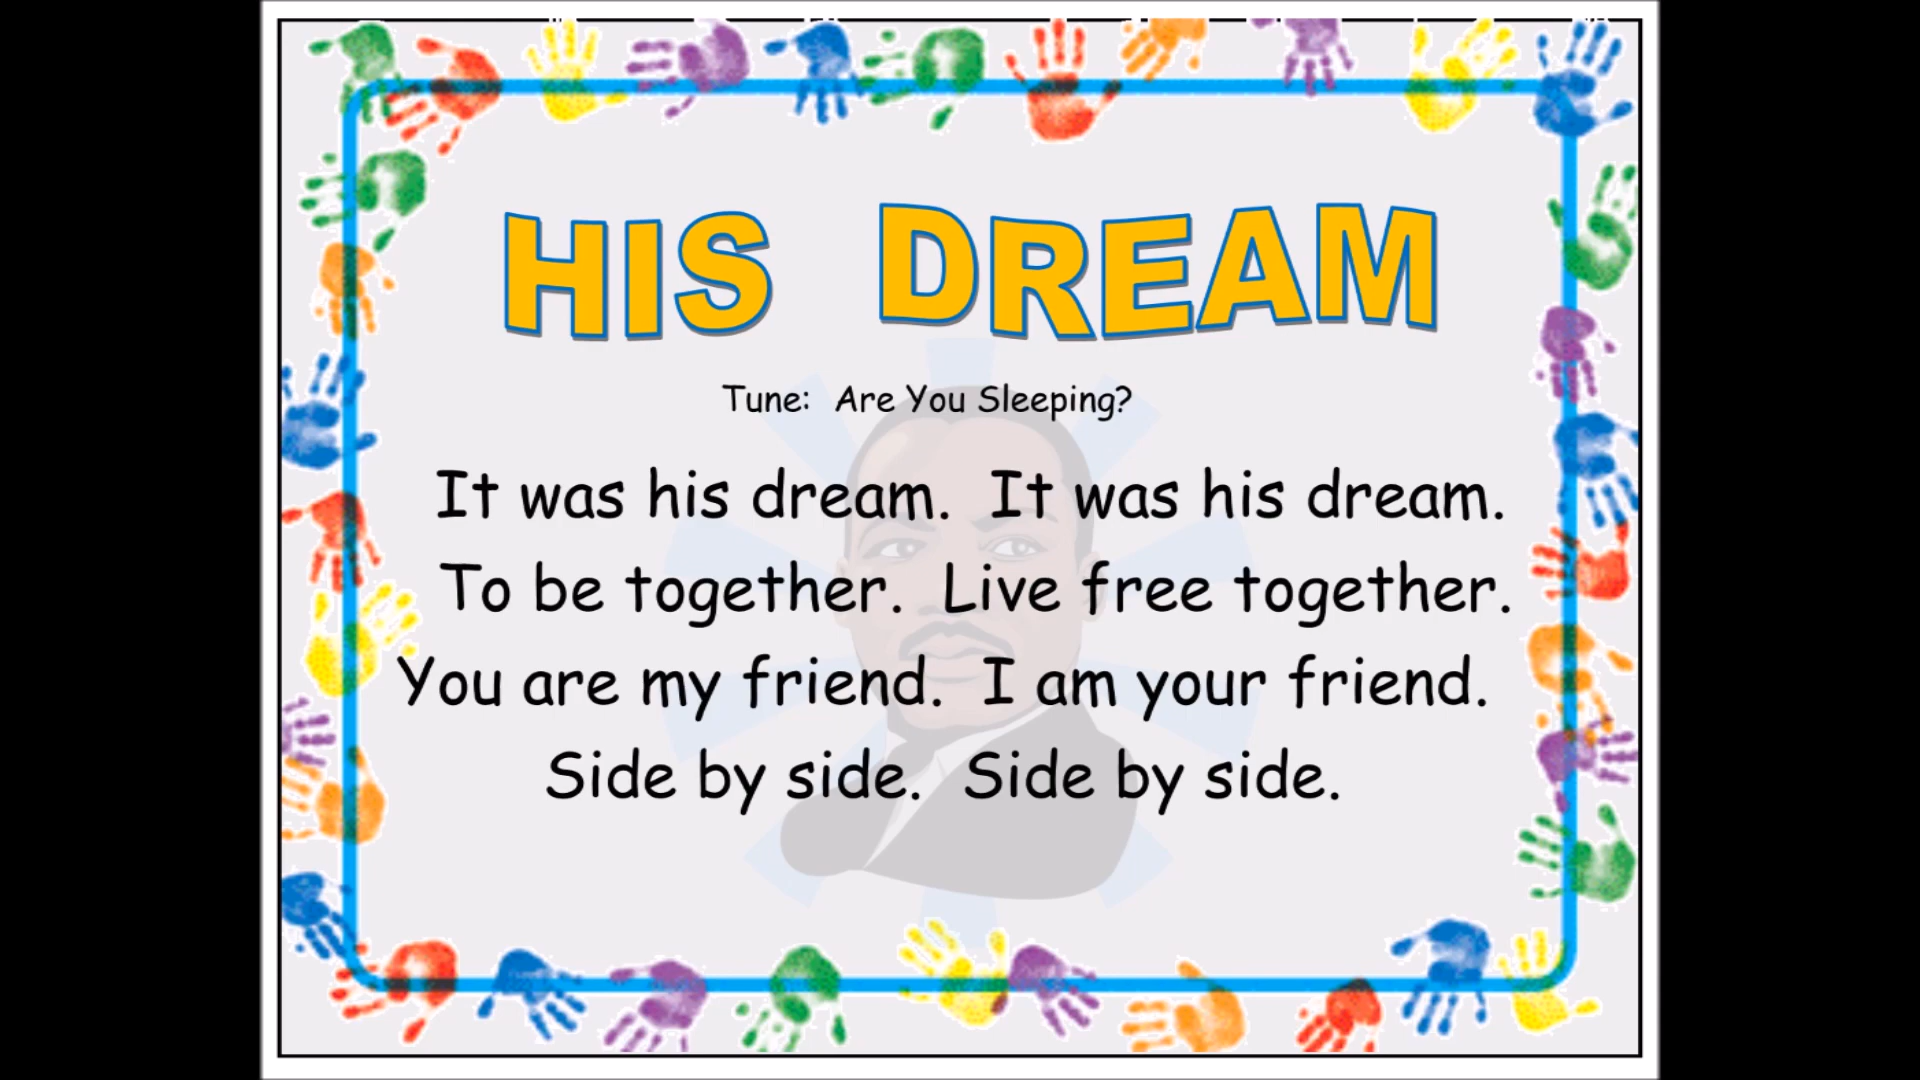 HIS DREAM
Tune: Are You Sleeping?
It was his dream. It was his dream.
To be together. Live free together.
You are my friend. I am your friend.
Side by side. Side by side.